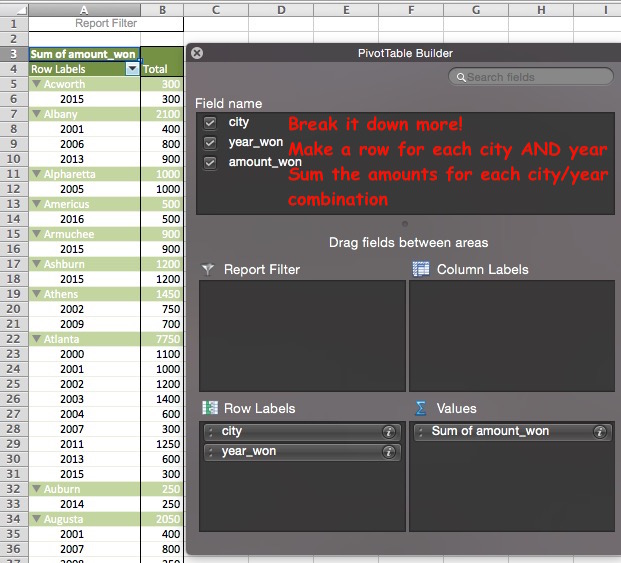 A B C D E F G H I
1 Report Filter
2
3 Sum of amount_won
4 Row Labels Total
5 Acworth 300
6 2015 300
7 Albany 2100
8 2001 400
9 2006 800
10 2013 900
11 Alpharetta 1000
12 2005 1000
13 Americus 500
14 2016 500
15 Armuchee 900
16 2015 900
17 Ashburn 1200
18 2015 1200
19 Athens 1450
20 2002 750
21 2009 700
22 Atlanta 7750
23 2000 1100
24 2001 1000
25 2002 1200
26 2003 1400
27 2004 600
28 2007 300
29 2011 1250
30 2013 600
31 2015 300
32 Auburn 250
33 2014 250
34 Augusta 2050
35 2001 400
36 2007 800
PivotTable Builder
Search fields
Field name
city
year_won
amount_won
Break it down more!
Make a row for each city AND year
Sum the amounts for each city/year
combination
Drag fields between areas
Report Filter Column Labels
Row Labels Values
city Sum of amount_won
year_won